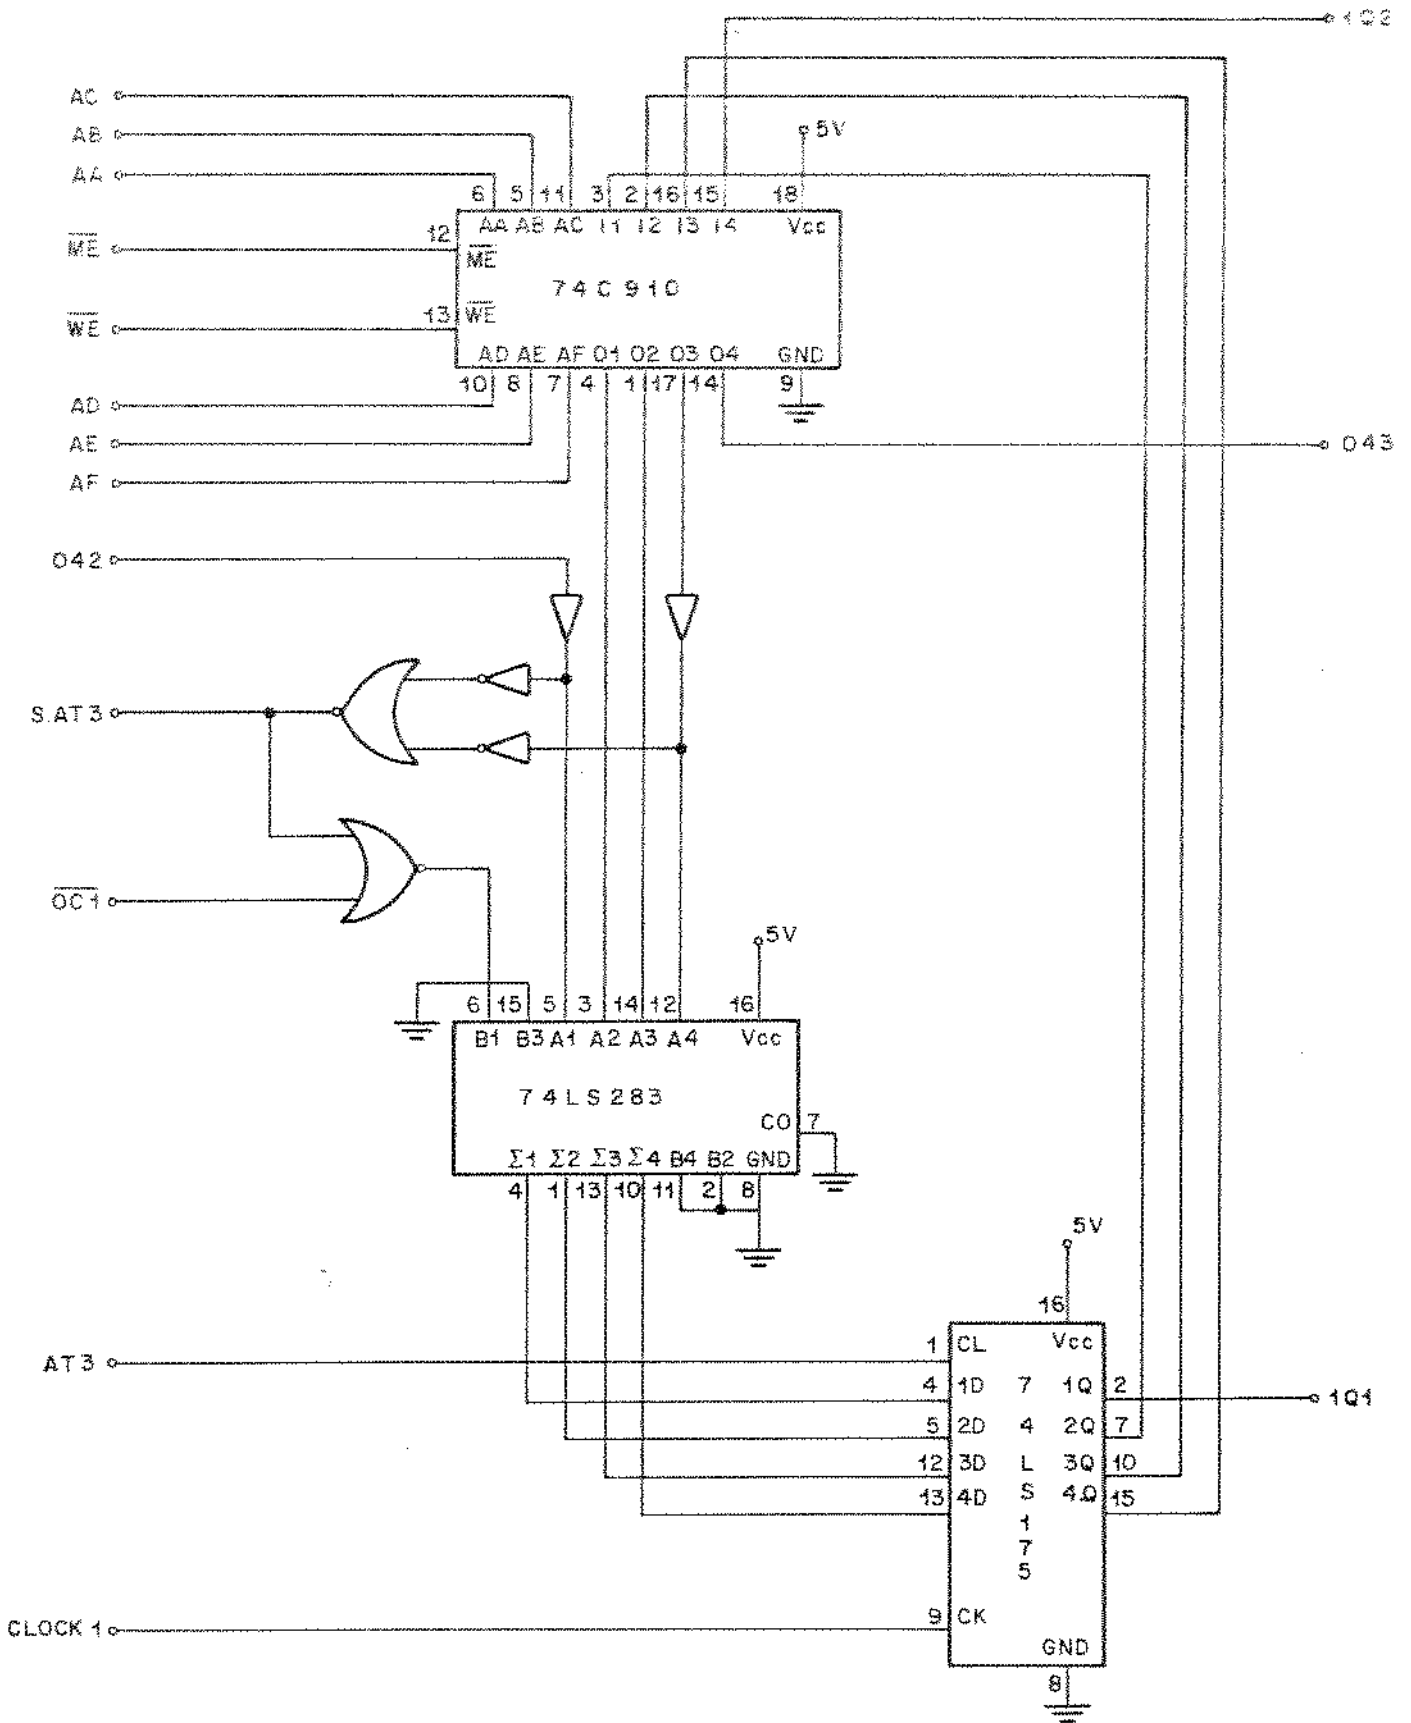 1Q2
AC
AB
AA
5V
6 5 11 3 2 16 15 18
AA AB AC I1 I2 I3 I4 Vcc
12
ME
ME
74C910
13
WE
WE
AD AE AF O1 O2 O3 O4 GND
10 8 7 4 1 17 14 9
AD
AE
O43
AF
O42
S.AT3
OC1
5V
6 15 5 3 14 12 16
B1 B3 A1 A2 A3 A4 Vcc
74LS283
CO 7
Σ1 Σ2 Σ3 Σ4 B4 B2 GND
4 1 13 10 11 2 8
5V
16
AT3
1 CL Vcc
4 1D 7 1Q 2
1Q1
5 2D 4 2Q 7
12 3D L 3Q 10
13 4D S 4Q 15
1
7
5
CLOCK 1
9 CK
GND
8